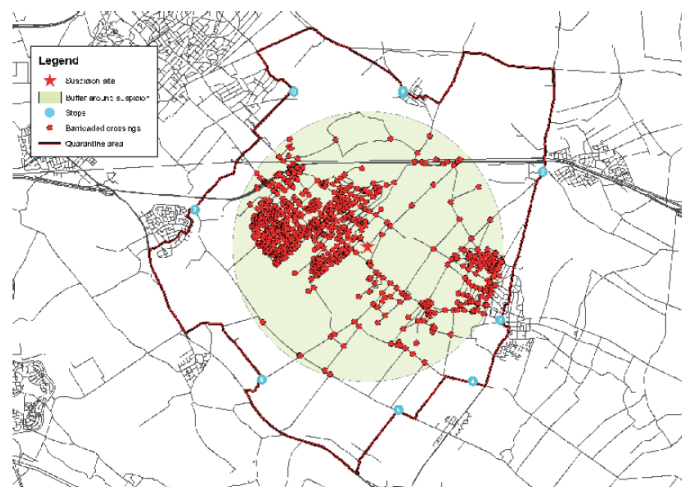 Legend
Suspicion site
Buffer around suspicion
Stops
Barricaded crossings
Quarantine area